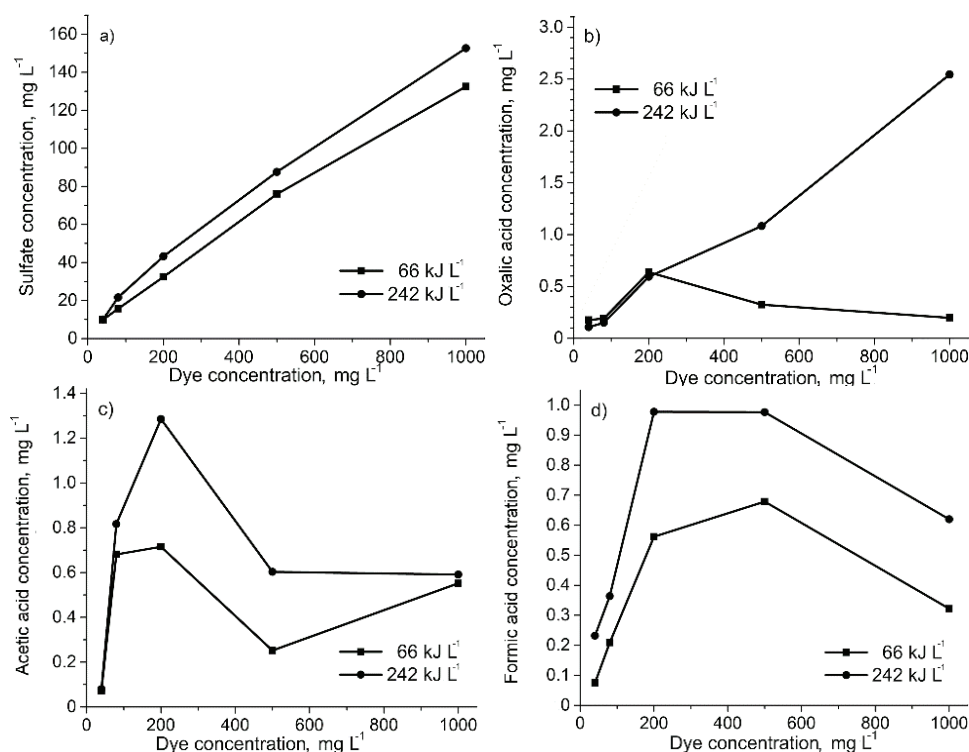 a)
Sulfate concentration, mg L⁻¹
160
140
120
100
80
60
40
20
0
66 kJ L⁻¹
242 kJ L⁻¹
0 200 400 600 800 1000
Dye concentration, mg L⁻¹
b)
Oxalic acid concentration, mg L⁻¹
3.0
2.5
2.0
1.5
1.0
0.5
0
66 kJ L⁻¹
242 kJ L⁻¹
0 200 400 600 800 1000
Dye concentration, mg L⁻¹
c)
Acetic acid concentration, mg L⁻¹
1.4
1.2
1.0
0.8
0.6
0.4
0.2
0
66 kJ L⁻¹
242 kJ L⁻¹
0 200 400 600 800 1000
Dye concentration, mg L⁻¹
d)
Formic acid concentration, mg L⁻¹
1.0
0.9
0.8
0.7
0.6
0.5
0.4
0.3
0.2
0.1
0
66 kJ L⁻¹
242 kJ L⁻¹
0 200 400 600 800 1000
Dye concentration, mg L⁻¹